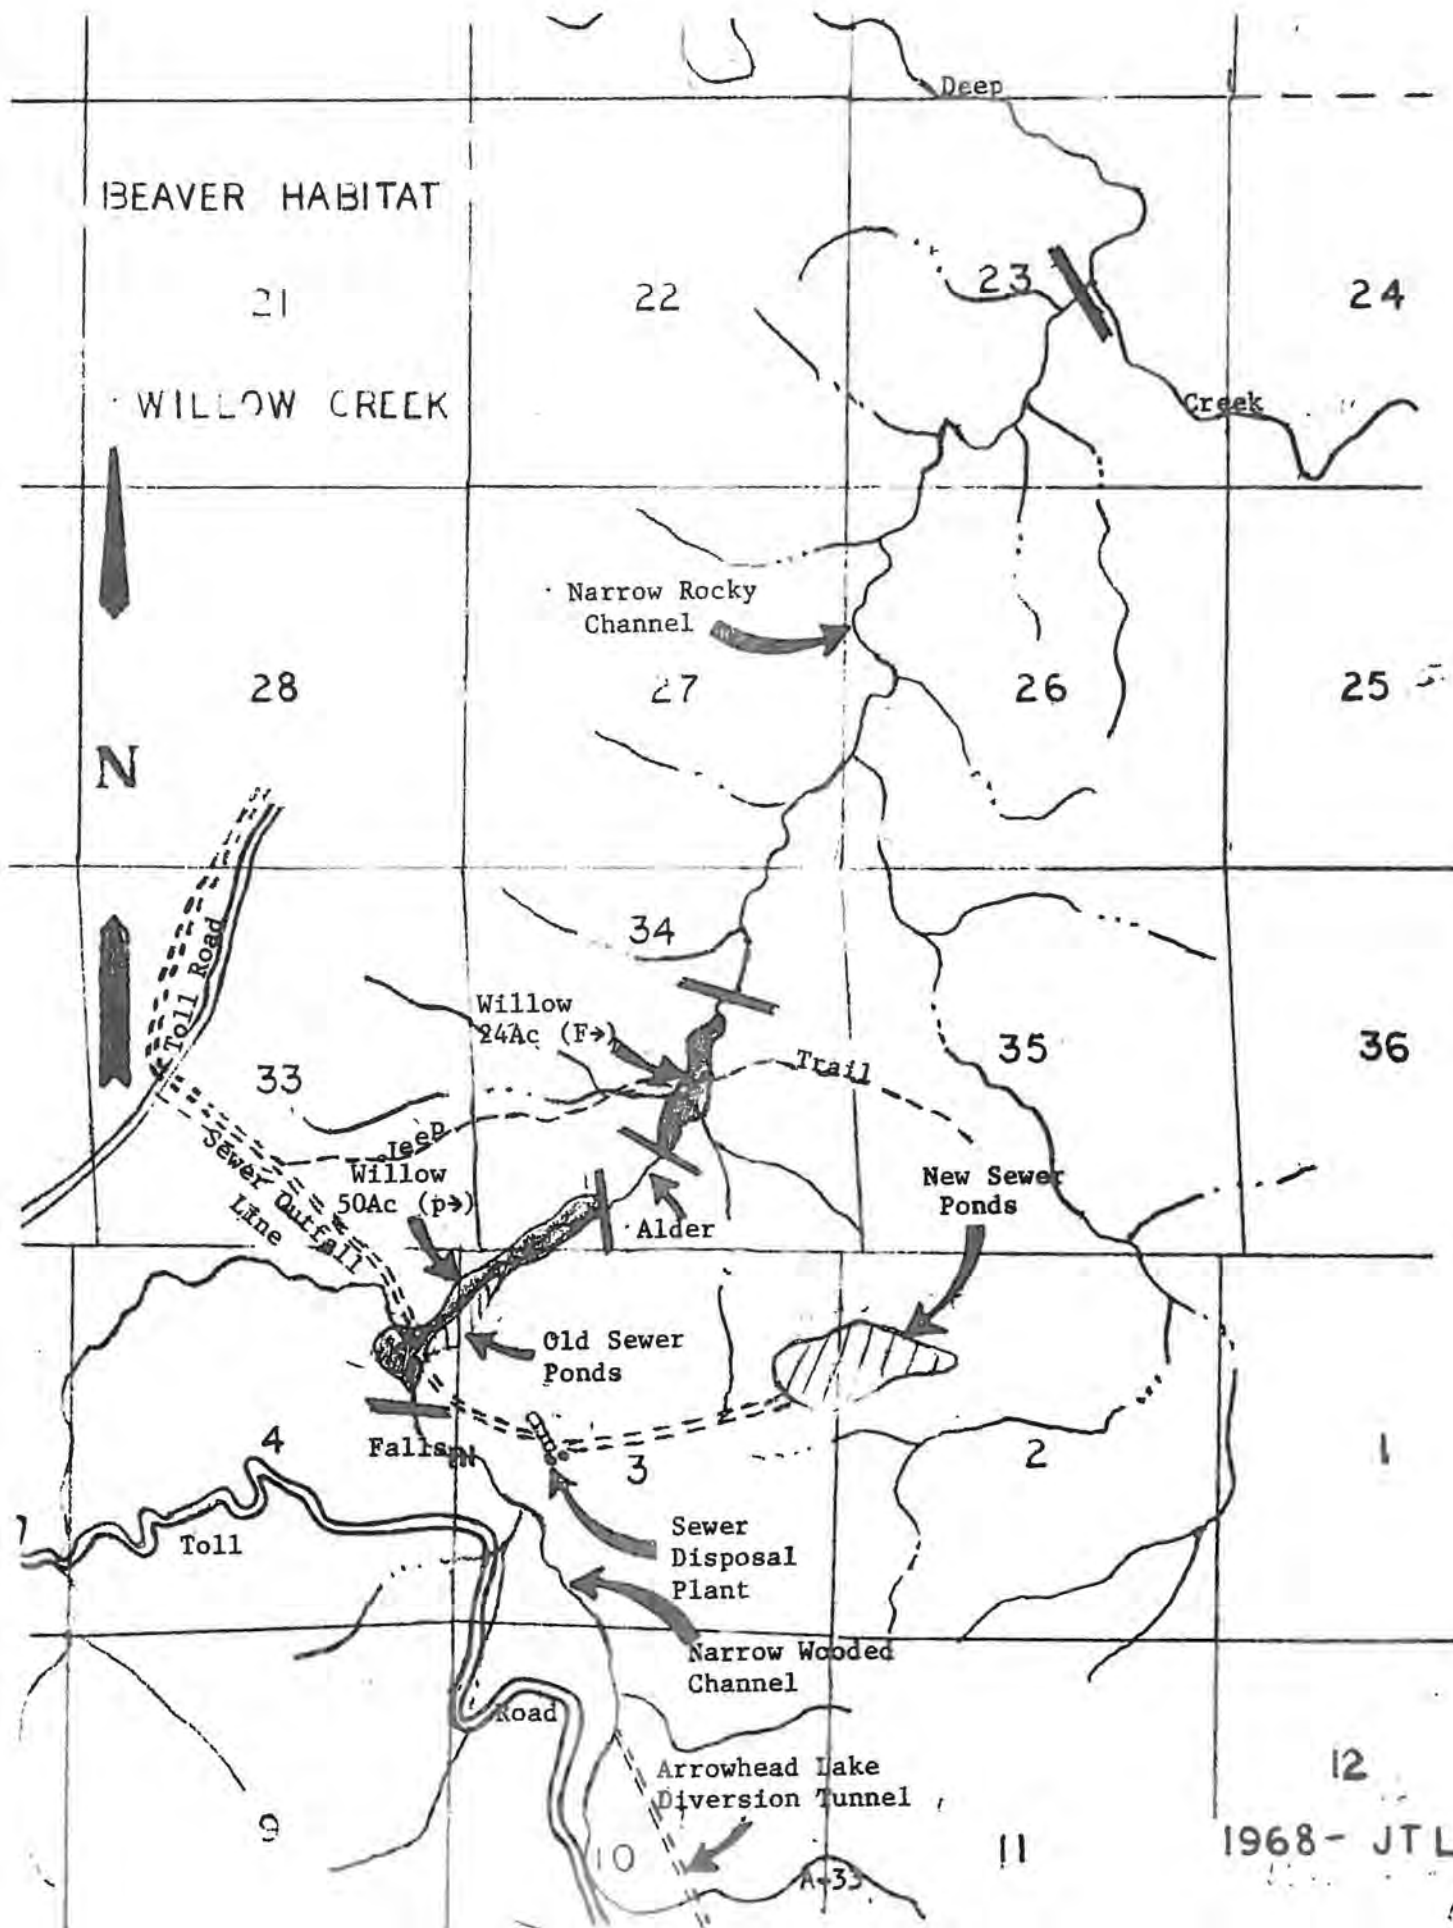 Deep
BEAVER HABITAT
21
22
23
24
WILLOW CREEK
Creek
Narrow Rocky
Channel
28
27
26
25
N
Toll Road
34
Willow
24Ac (F→)
Trail
35
36
33
Jeep
Sewer Outfall
Line
Willow
50Ac (p→)
New Sewer
Ponds
Alder
Old Sewer
Ponds
4
Falls
3
2
1
Toll
Sewer
Disposal
Plant
Narrow Wooded
Channel
Road
Arrowhead Lake
Diversion Tunnel
12
9
10
11
1968 - JTL
A-33